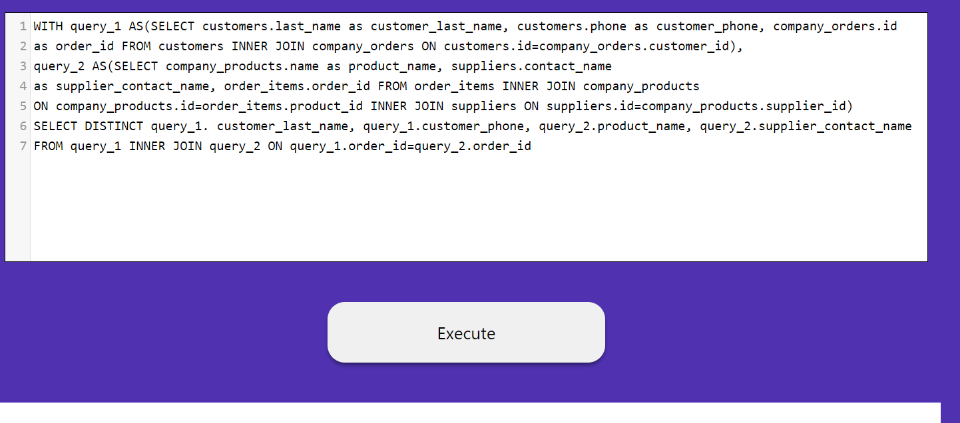 1 WITH query_1 AS(SELECT customers.last_name as customer_last_name, customers.phone as customer_phone, company_orders.id
2 as order_id FROM customers INNER JOIN company_orders ON customers.id=company_orders.customer_id),
3 query_2 AS(SELECT company_products.name as product_name, suppliers.contact_name
4 as supplier_contact_name, order_items.order_id FROM order_items INNER JOIN company_products
5 ON company_products.id=order_items.product_id INNER JOIN suppliers ON suppliers.id=company_products.supplier_id)
6 SELECT DISTINCT query_1. customer_last_name, query_1.customer_phone, query_2.product_name, query_2.supplier_contact_name
7 FROM query_1 INNER JOIN query_2 ON query_1.order_id=query_2.order_id
Execute